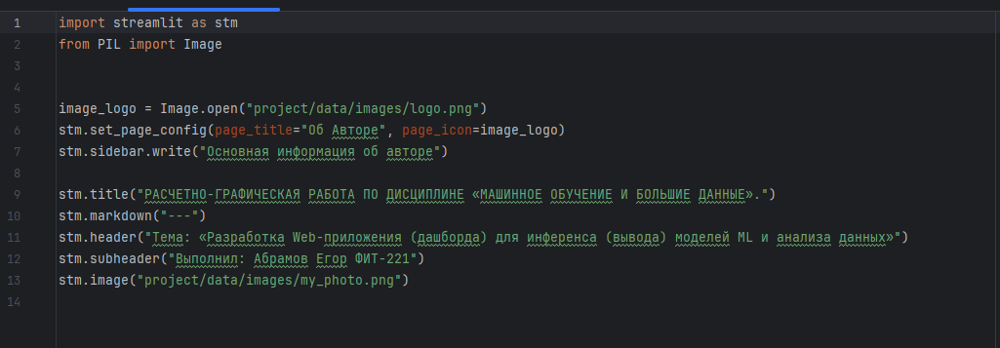 1 import streamlit as stm
2 from PIL import Image
3
4
5 image_logo = Image.open("project/data/images/logo.png")
6 stm.set_page_config(page_title="Об Авторе", page_icon=image_logo)
7 stm.sidebar.write("Основная информация об авторе")
8
9 stm.title("РАСЧЕТНО-ГРАФИЧЕСКАЯ РАБОТА ПО ДИСЦИПЛИНЕ «МАШИННОЕ ОБУЧЕНИЕ И БОЛЬШИЕ ДАННЫЕ».")
10 stm.markdown("---")
11 stm.header("Тема: «Разработка Web-приложения (дашборда) для инференса (вывода) моделей ML и анализа данных»")
12 stm.subheader("Выполнил: Абрамов Егор ФИТ-221")
13 stm.image("project/data/images/my_photo.png")
14